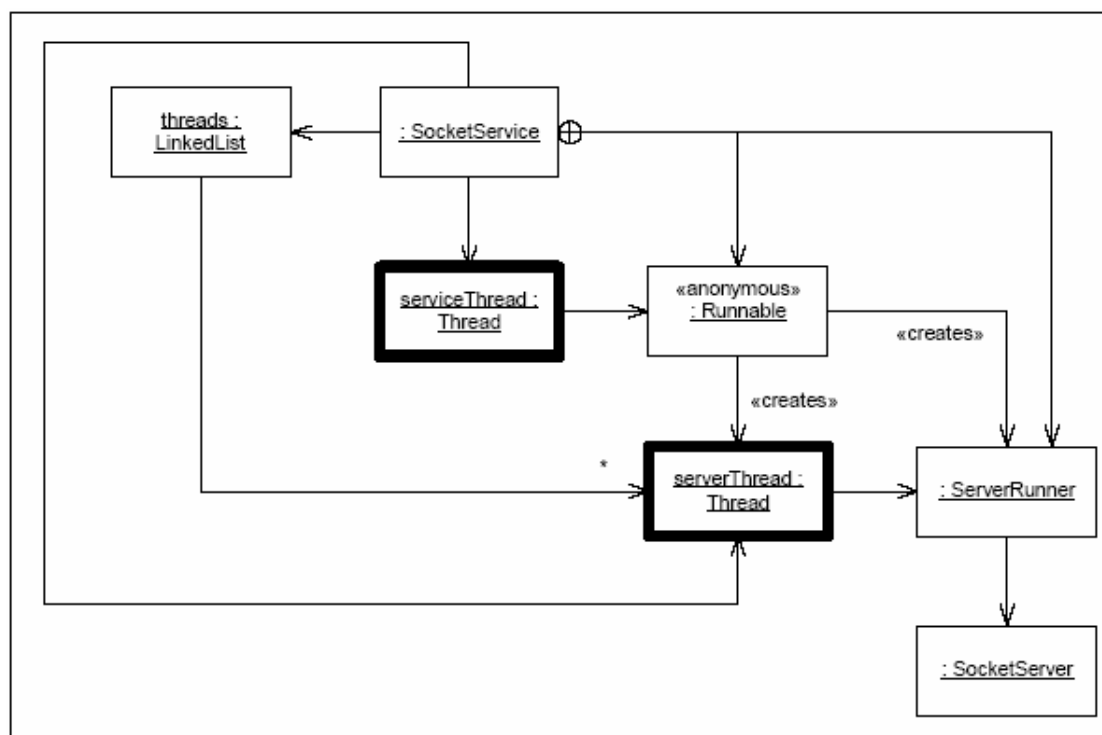 threads :
LinkedList
: SocketService
serviceThread :
Thread
«anonymous»
: Runnable
«creates»
«creates»
*
serverThread :
Thread
: ServerRunner
: SocketServer